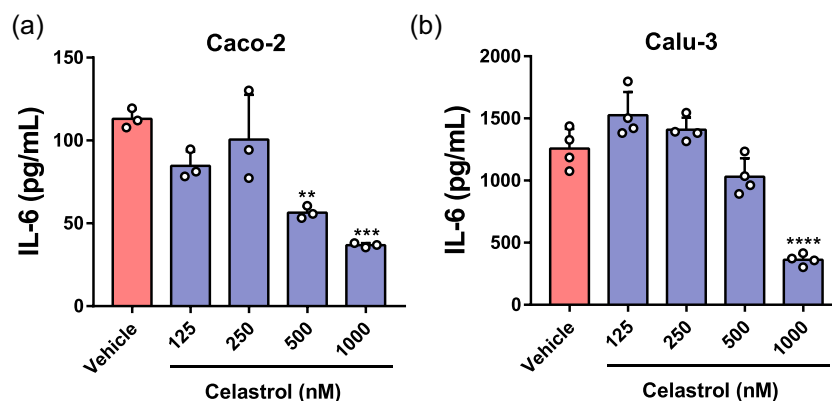 (a)
Caco-2
IL-6 (pg/mL)
150
100
50
0
**
***
Vehicle
125
250
500
1000
Celastrol (nM)
(b)
Calu-3
IL-6 (pg/mL)
2000
1500
1000
500
0
****
Vehicle
125
250
500
1000
Celastrol (nM)